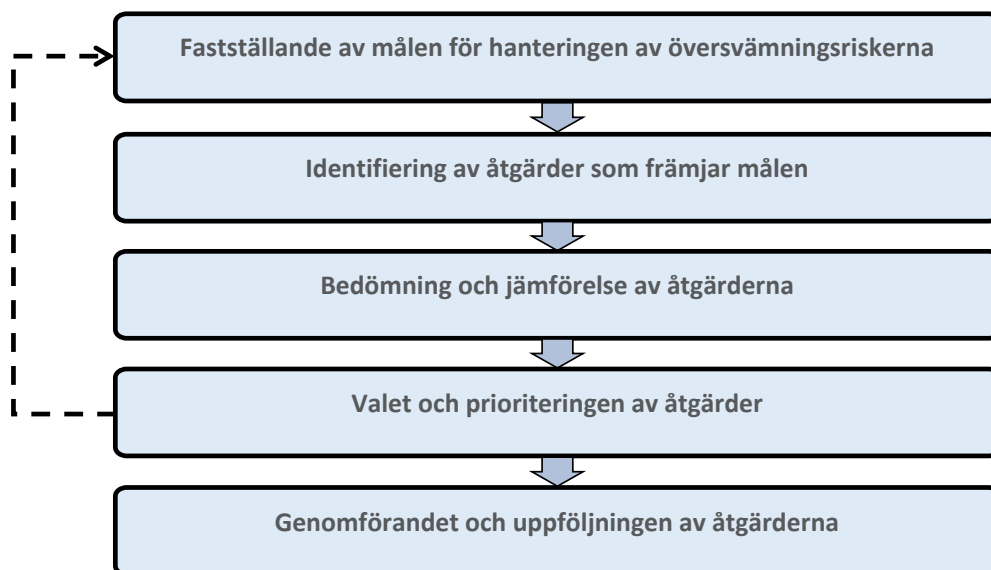 Fastställande av målen för hanteringen av översvämningsriskerna
Identifiering av åtgärder som främjar målen
Bedömning och jämförelse av åtgärderna
Valet och prioriteringen av åtgärder
Genomförandet och uppföljningen av åtgärderna